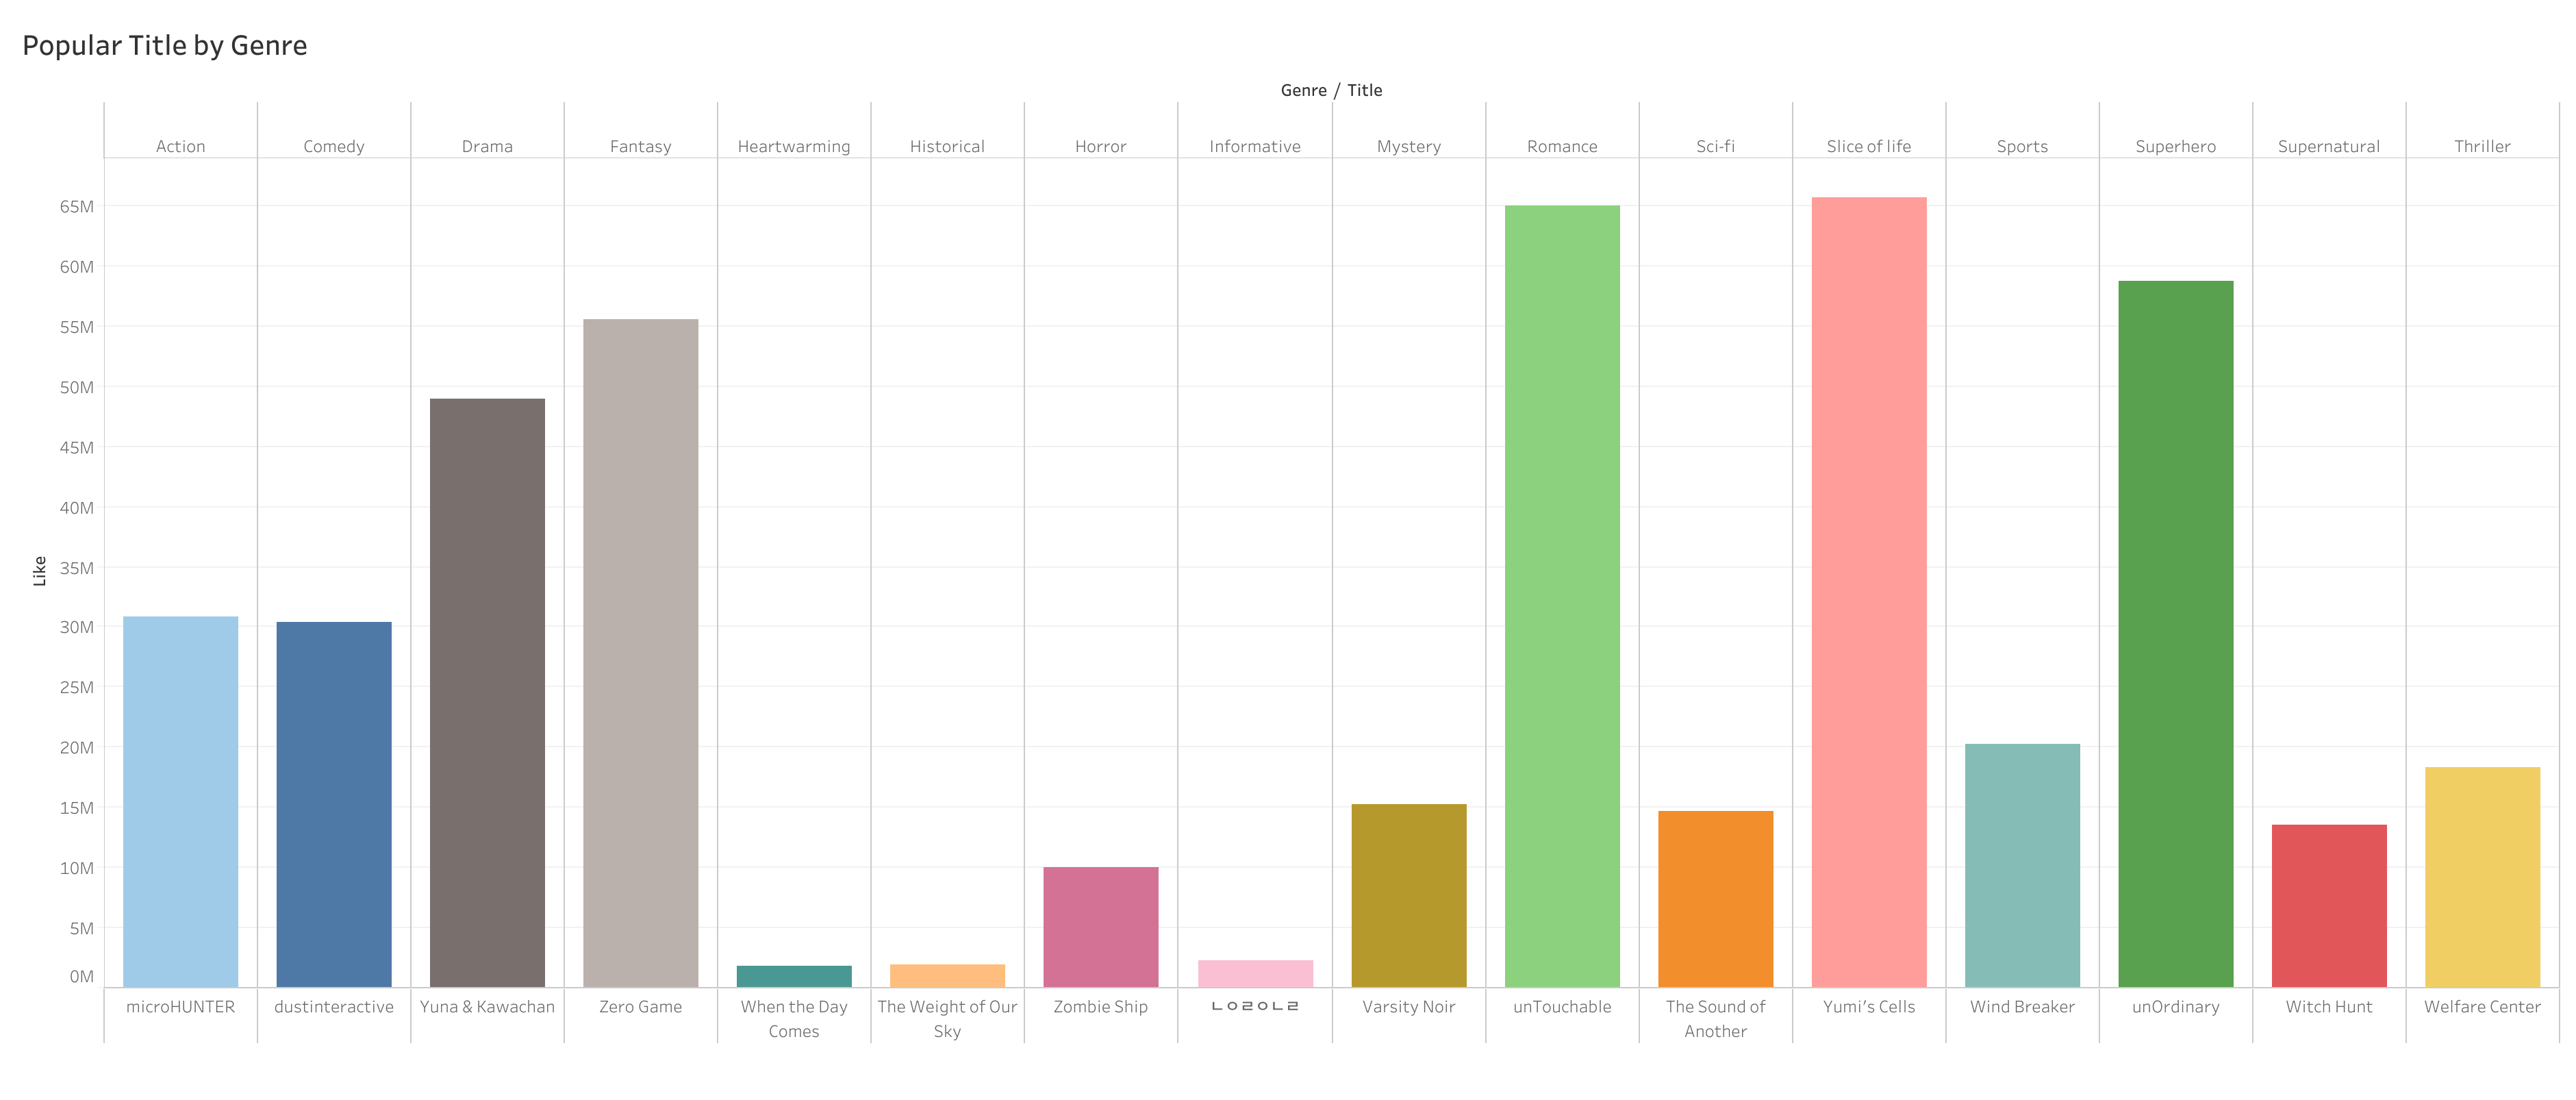 Popular Title by Genre
Genre / Title
Action
Comedy
Drama
Fantasy
Heartwarming
Historical
Horror
Informative
Mystery
Romance
Sci-fi
Slice of life
Sports
Superhero
Supernatural
Thriller
Like
65M
60M
55M
50M
45M
40M
35M
30M
25M
20M
15M
10M
5M
0M
microHUNTER
dustinteractive
Yuna & Kawachan
Zero Game
When the Day
Comes
The Weight of Our
Sky
Zombie Ship
ㄴㅇㄹㅇㄴㄹ
Varsity Noir
unTouchable
The Sound of
Another
Yumi's Cells
Wind Breaker
unOrdinary
Witch Hunt
Welfare Center